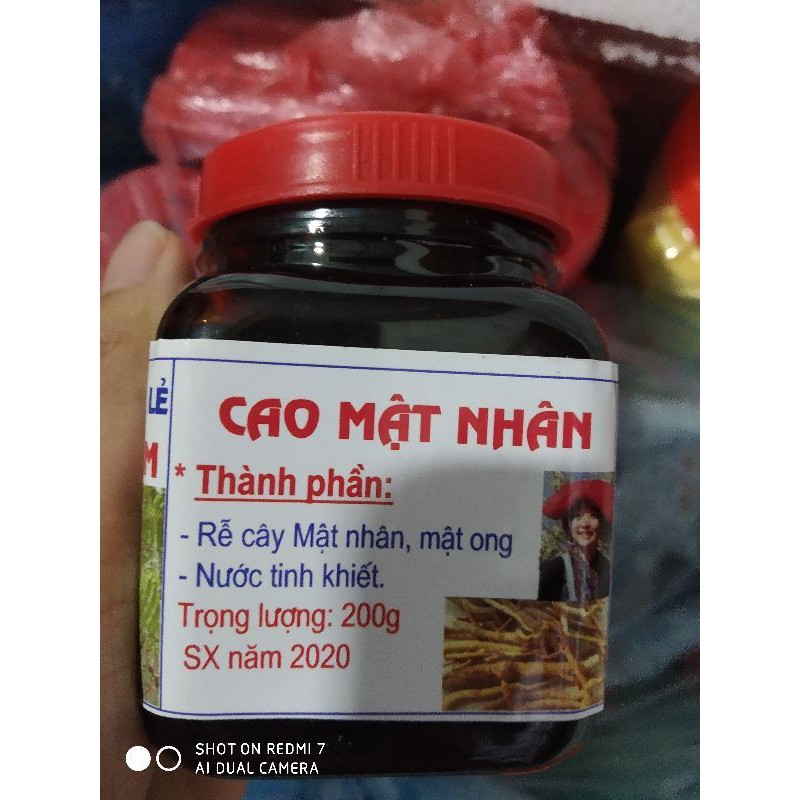 LẺ
CAO MẬT NHÂN
* Thành phần:
- Rễ cây Mật nhân, mật ong
- Nước tinh khiết.
Trọng lượng: 200g
SX năm 2020
SHOT ON REDMI 7
AI DUAL CAMERA